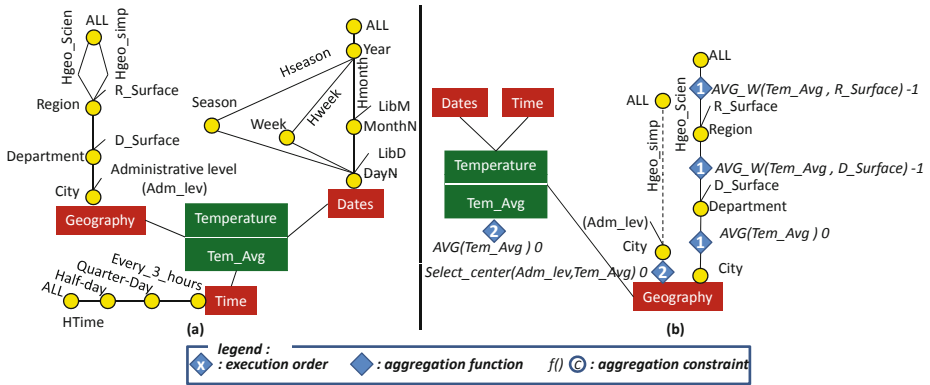 ALL
Hgeo_Scien
Hgeo_simp
R_Surface
Region
D_Surface
Department
Administrative level
(Adm_lev)
City
Geography
Temperature
Tem_Avg
ALL
Year
Hseason
Hmonth
Season
Week
Hweek
LibM
MonthN
LibD
DayN
Dates
Every_3_hours
Quarter-Day
Half-day
ALL
HTime
Time
(a)
Dates
Time
Temperature
Tem_Avg
2
AVG(Tem_Avg ) 0
ALL
Hgeo_simp
(Adm_lev)
City
Select_center(Adm_lev,Tem_Avg) 0
2
ALL
Hgeo_Scien
1
AVG_W(Tem_Avg , R_Surface) -1
R_Surface
Region
1
AVG_W(Tem_Avg , D_Surface) -1
D_Surface
Department
1
AVG(Tem_Avg ) 0
City
Geography
(b)
legend :
x : execution order
: aggregation function
f() C : aggregation constraint